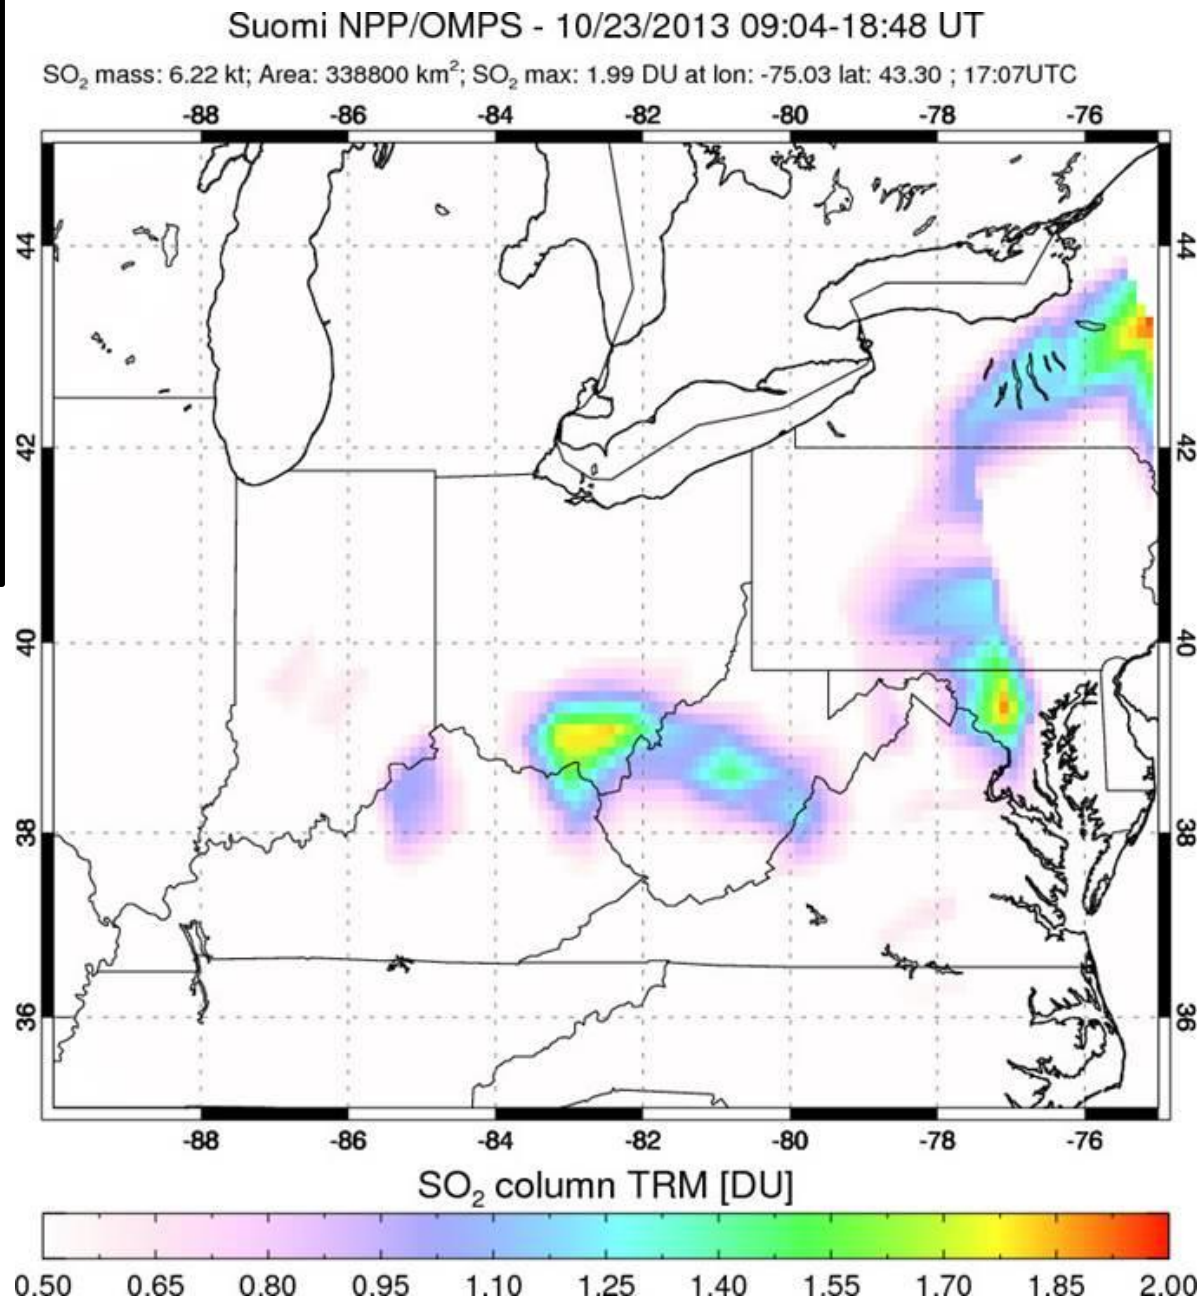 Suomi NPP/OMPS - 10/23/2013 09:04-18:48 UT
SO₂ mass: 6.22 kt; Area: 338800 km²; SO₂ max: 1.99 DU at lon: -75.03 lat: 43.30 ; 17:07UTC
-88 -86 -84 -82 -80 -78 -76
44 44
42 42
40 40
38 38
36 36
-88 -86 -84 -82 -80 -78 -76
SO₂ column TRM [DU]
0.50 0.65 0.80 0.95 1.10 1.25 1.40 1.55 1.70 1.85 2.00